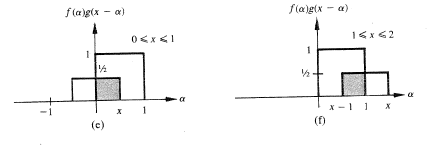 f(α)g(x − α)
0 ⩽ x ⩽ 1
1
½
α
−1
x
1
(e)
f(α)g(x − α)
1 ⩽ x ⩽ 2
1
½
α
x − 1
1
x
(f)